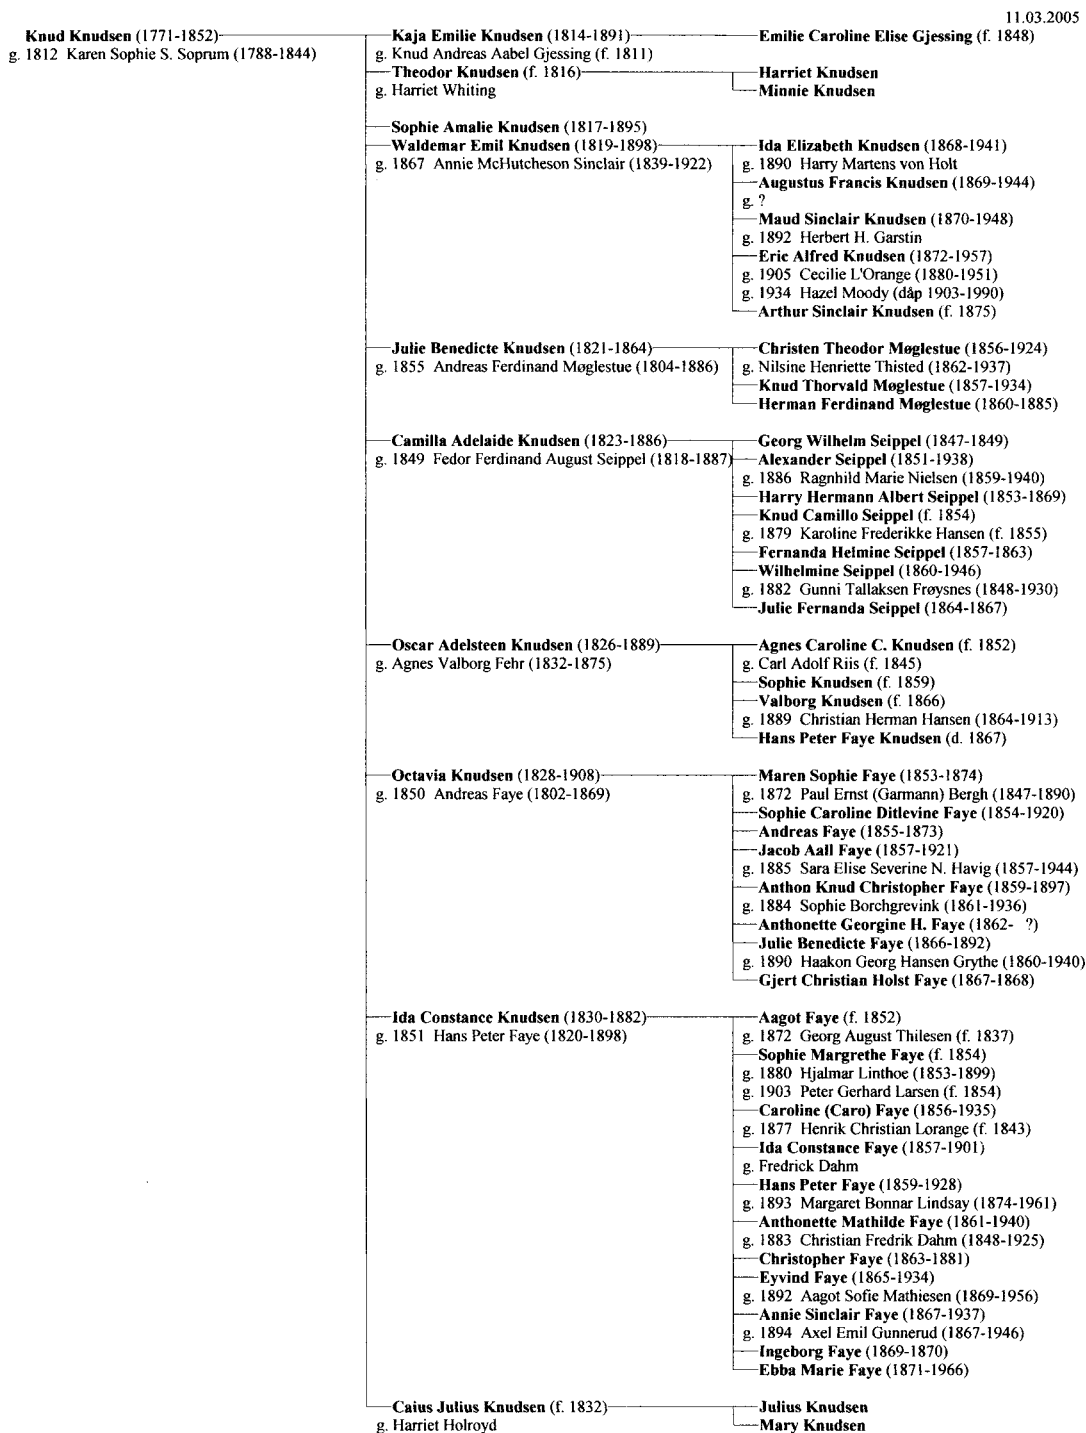 11.03.2005
Knud Knudsen (1771-1852) Kaja Emilie Knudsen (1814-1891) Emilie Caroline Elise Gjessing (f. 1848)
g. 1812 Karen Sophie S. Soprum (1788-1844) g. Knud Andreas Aabel Gjessing (f. 1811)
Theodor Knudsen (f. 1816) Harriet Knudsen
g. Harriet Whiting Minnie Knudsen
Sophie Amalie Knudsen (1817-1895)
Waldemar Emil Knudsen (1819-1898) Ida Elizabeth Knudsen (1868-1941)
g. 1867 Annie McHutcheson Sinclair (1839-1922) g. 1890 Harry Martens von Holt
Augustus Francis Knudsen (1869-1944)
g. ?
Maud Sinclair Knudsen (1870-1948)
g. 1892 Herbert H. Garstin
Eric Alfred Knudsen (1872-1957)
g. 1905 Cecilie L'Orange (1880-1951)
g. 1934 Hazel Moody (dåp 1903-1990)
Arthur Sinclair Knudsen (f. 1875)
Julie Benedicte Knudsen (1821-1864) Christen Theodor Møglestue (1856-1924)
g. 1855 Andreas Ferdinand Møglestue (1804-1886) g. Nilsine Henriette Thisted (1862-1937)
Knud Thorvald Møglestue (1857-1934)
Herman Ferdinand Møglestue (1860-1885)
Camilla Adelaide Knudsen (1823-1886) Georg Wilhelm Seippel (1847-1849)
g. 1849 Fedor Ferdinand August Seippel (1818-1887) Alexander Seippel (1851-1938)
g. 1886 Ragnhild Marie Nielsen (1859-1940)
Harry Hermann Albert Seippel (1853-1869)
Knud Camillo Seippel (f. 1854)
g. 1879 Karoline Frederikke Hansen (f. 1855)
Fernanda Helmine Seippel (1857-1863)
Wilhelmine Seippel (1860-1946)
g. 1882 Gunni Tallaksen Frøysnes (1848-1930)
Julie Fernanda Seippel (1864-1867)
Oscar Adelsteen Knudsen (1826-1889) Agnes Caroline C. Knudsen (f. 1852)
g. Agnes Valborg Fehr (1832-1875) g. Carl Adolf Riis (f. 1845)
Sophie Knudsen (f. 1859)
Valborg Knudsen (f. 1866)
g. 1889 Christian Herman Hansen (1864-1913)
Hans Peter Faye Knudsen (d. 1867)
Octavia Knudsen (1828-1908) Maren Sophie Faye (1853-1874)
g. 1850 Andreas Faye (1802-1869) g. 1872 Paul Ernst (Garmann) Bergh (1847-1890)
Sophie Caroline Ditlevine Faye (1854-1920)
Andreas Faye (1855-1873)
Jacob Aall Faye (1857-1921)
g. 1885 Sara Elise Severine N. Havig (1857-1944)
Anthon Knud Christopher Faye (1859-1897)
g. 1884 Sophie Borchgrevink (1861-1936)
Anthonette Georgine H. Faye (1862- ?)
Julie Benedicte Faye (1866-1892)
g. 1890 Haakon Georg Hansen Grythe (1860-1940)
Gjert Christian Holst Faye (1867-1868)
Ida Constance Knudsen (1830-1882) Aagot Faye (f. 1852)
g. 1851 Hans Peter Faye (1820-1898) g. 1872 Georg August Thilesen (f. 1837)
Sophie Margrethe Faye (f. 1854)
g. 1880 Hjalmar Linthoe (1853-1899)
g. 1903 Peter Gerhard Larsen (f. 1854)
Caroline (Caro) Faye (1856-1935)
g. 1877 Henrik Christian Lorange (f. 1843)
Ida Constance Faye (1857-1901)
g. Fredrick Dahm
Hans Peter Faye (1859-1928)
g. 1893 Margaret Bonnar Lindsay (1874-1961)
Anthonette Mathilde Faye (1861-1940)
g. 1883 Christian Fredrik Dahm (1848-1925)
Christopher Faye (1863-1881)
Eyvind Faye (1865-1934)
g. 1892 Aagot Sofie Mathiesen (1869-1956)
Annie Sinclair Faye (1867-1937)
g. 1894 Axel Emil Gunnerud (1867-1946)
Ingeborg Faye (1869-1870)
Ebba Marie Faye (1871-1966)
Caius Julius Knudsen (f. 1832) Julius Knudsen
g. Harriet Holroyd Mary Knudsen